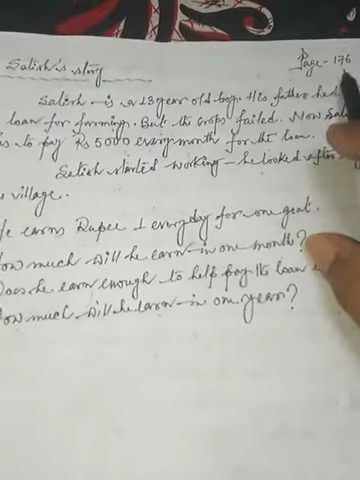 Page - 176
Satish's story
Satish is a 13 year old boy. His father had
loan for farming. But the crops failed. Now
to pay Rs 5000 every month for the loan.
Satish started working - he looked after
village.
He earns Rupee 1 everyday for one goat.
How much will he earn in one month?
Does he earn enough to help pay the loan
How much will he earn in one year?